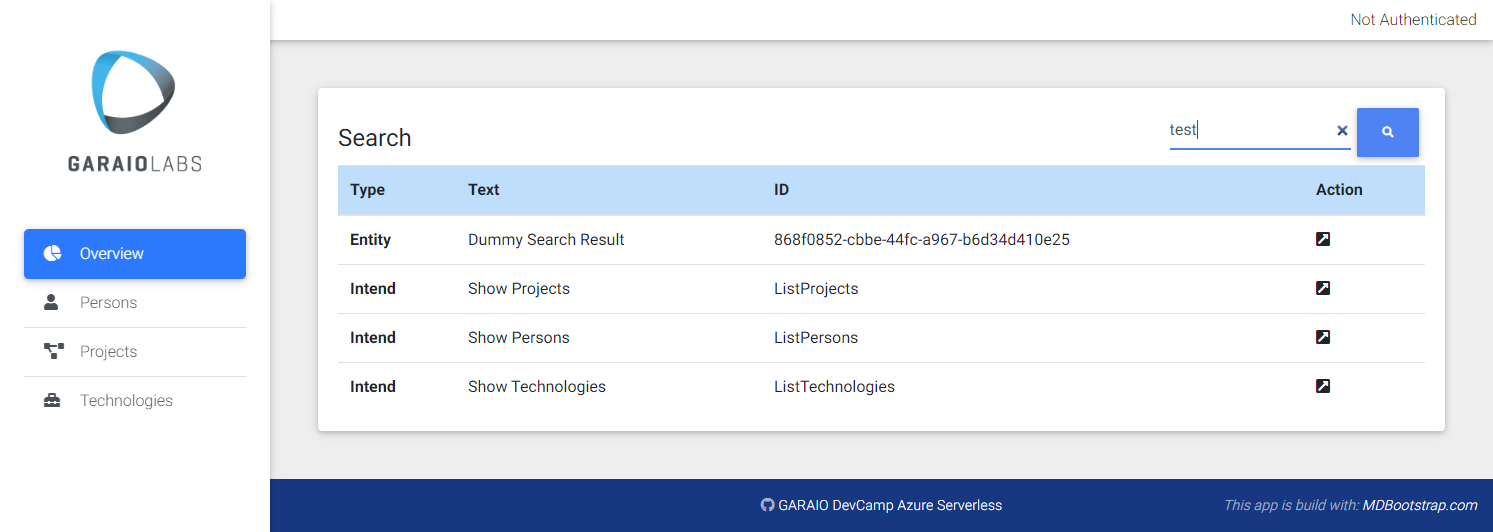 Not Authenticated
GARAIOLABS
Overview
Persons
Projects
Technologies
Search
test
Type Text ID Action
Entity Dummy Search Result 868f0852-cbbe-44fc-a967-b6d34d410e25
Intend Show Projects ListProjects
Intend Show Persons ListPersons
Intend Show Technologies ListTechnologies
GARAIO DevCamp Azure Serverless
This app is build with: MDBootstrap.com